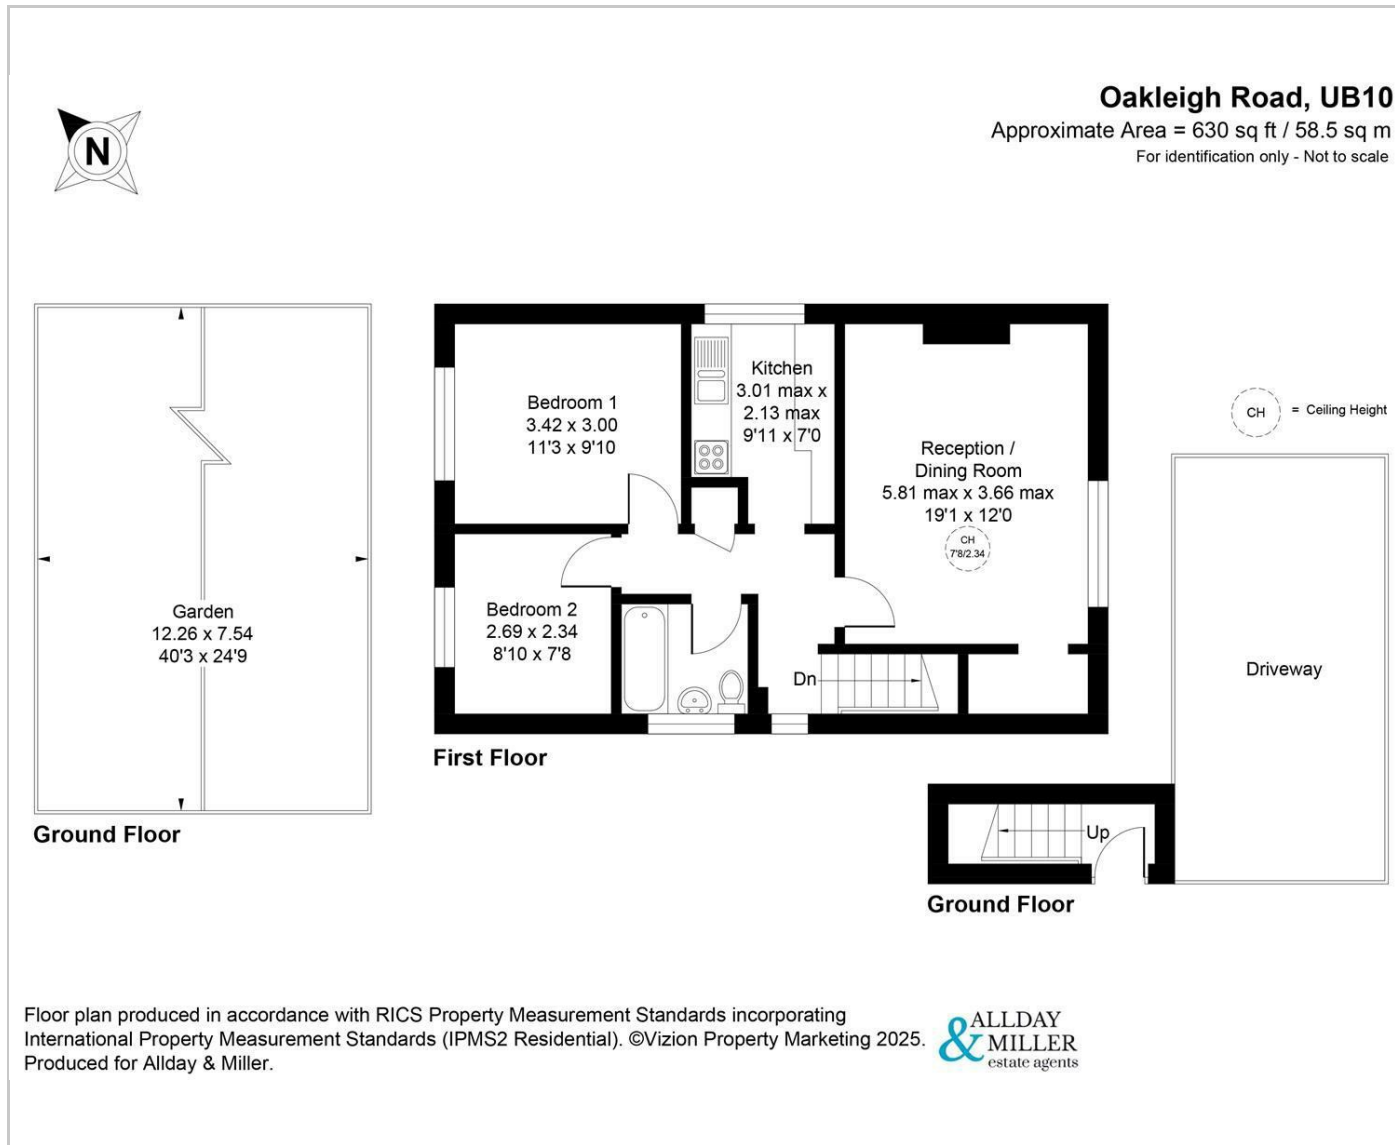 N
Oakleigh Road, UB10
Approximate Area = 630 sq ft / 58.5 sq m
For identification only - Not to scale
Bedroom 1
3.42 x 3.00
11'3 x 9'10
Kitchen
3.01 max x
2.13 max
9'11 x 7'0
Reception /
Dining Room
5.81 max x 3.66 max
19'1 x 12'0
CH
7'8/2.34
CH = Ceiling Height
Garden
12.26 x 7.54
40'3 x 24'9
Bedroom 2
2.69 x 2.34
8'10 x 7'8
Dn
Driveway
First Floor
Ground Floor
Up
Ground Floor
Floor plan produced in accordance with RICS Property Measurement Standards incorporating
International Property Measurement Standards (IPMS2 Residential). ©Vizion Property Marketing 2025.
Produced for Allday & Miller.
ALLDAY
& MILLER
estate agents